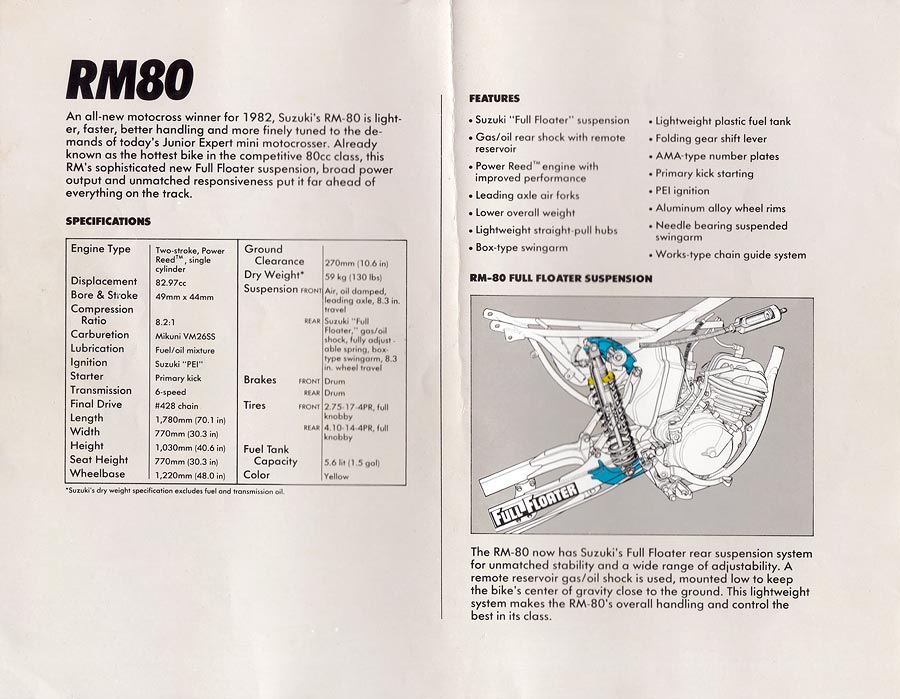 RM80
An all-new motocross winner for 1982, Suzuki's RM-80 is light-
er, faster, better handling and more finely tuned to the de-
mands of today's Junior Expert mini motocrosser. Already
known as the hottest bike in the competitive 80cc class, this
RM's sophisticated new Full Floater suspension, broad power
output and unmatched responsiveness put it far ahead of
everything on the track.
SPECIFICATIONS
Engine Type Two-stroke, Power
Reed™, single
cylinder
Displacement 82.97cc
Bore & Stroke 49mm x 44mm
Compression
Ratio 8.2:1
Carburetion Mikuni VM26SS
Lubrication Fuel/oil mixture
Ignition Suzuki "PEI"
Starter Primary kick
Transmission 6-speed
Final Drive #428 chain
Length 1,780mm (70.1 in)
Width 770mm (30.3 in)
Height 1,030mm (40.6 in)
Seat Height 770mm (30.3 in)
Wheelbase 1,220mm (48.0 in)
Ground
Clearance 270mm (10.6 in)
Dry Weight* 59 kg (130 lbs)
Suspension FRONT Air, oil damped,
leading axle, 8.3 in.
travel
REAR Suzuki "Full
Floater," gas/oil
shock, fully adjust-
able spring, box-
type swingarm, 8.3
in. wheel travel
Brakes FRONT Drum
REAR Drum
Tires FRONT 2.75-17-4PR, full
knobby
REAR 4.10-14-4PR, full
knobby
Fuel Tank
Capacity 5.6 lit (1.5 gal)
Color Yellow
*Suzuki's dry weight specification excludes fuel and transmission oil.
FEATURES
• Suzuki "Full Floater" suspension
• Gas/oil rear shock with remote
reservoir
• Power Reed™ engine with
improved performance
• Leading axle air forks
• Lower overall weight
• Lightweight straight-pull hubs
• Box-type swingarm
• Lightweight plastic fuel tank
• Folding gear shift lever
• AMA-type number plates
• Primary kick starting
• PEI ignition
• Aluminum alloy wheel rims
• Needle bearing suspended
swingarm
• Works-type chain guide system
RM-80 FULL FLOATER SUSPENSION
FULL FLOATER
The RM-80 now has Suzuki's Full Floater rear suspension system
for unmatched stability and a wide range of adjustability. A
remote reservoir gas/oil shock is used, mounted low to keep
the bike's center of gravity close to the ground. This lightweight
system makes the RM-80's overall handling and control the
best in its class.